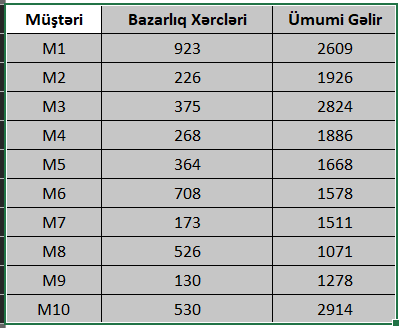 Müştəri Bazarlıq Xərcləri Ümumi Gəlir
M1 923 2609
M2 226 1926
M3 375 2824
M4 268 1886
M5 364 1668
M6 708 1578
M7 173 1511
M8 526 1071
M9 130 1278
M10 530 2914